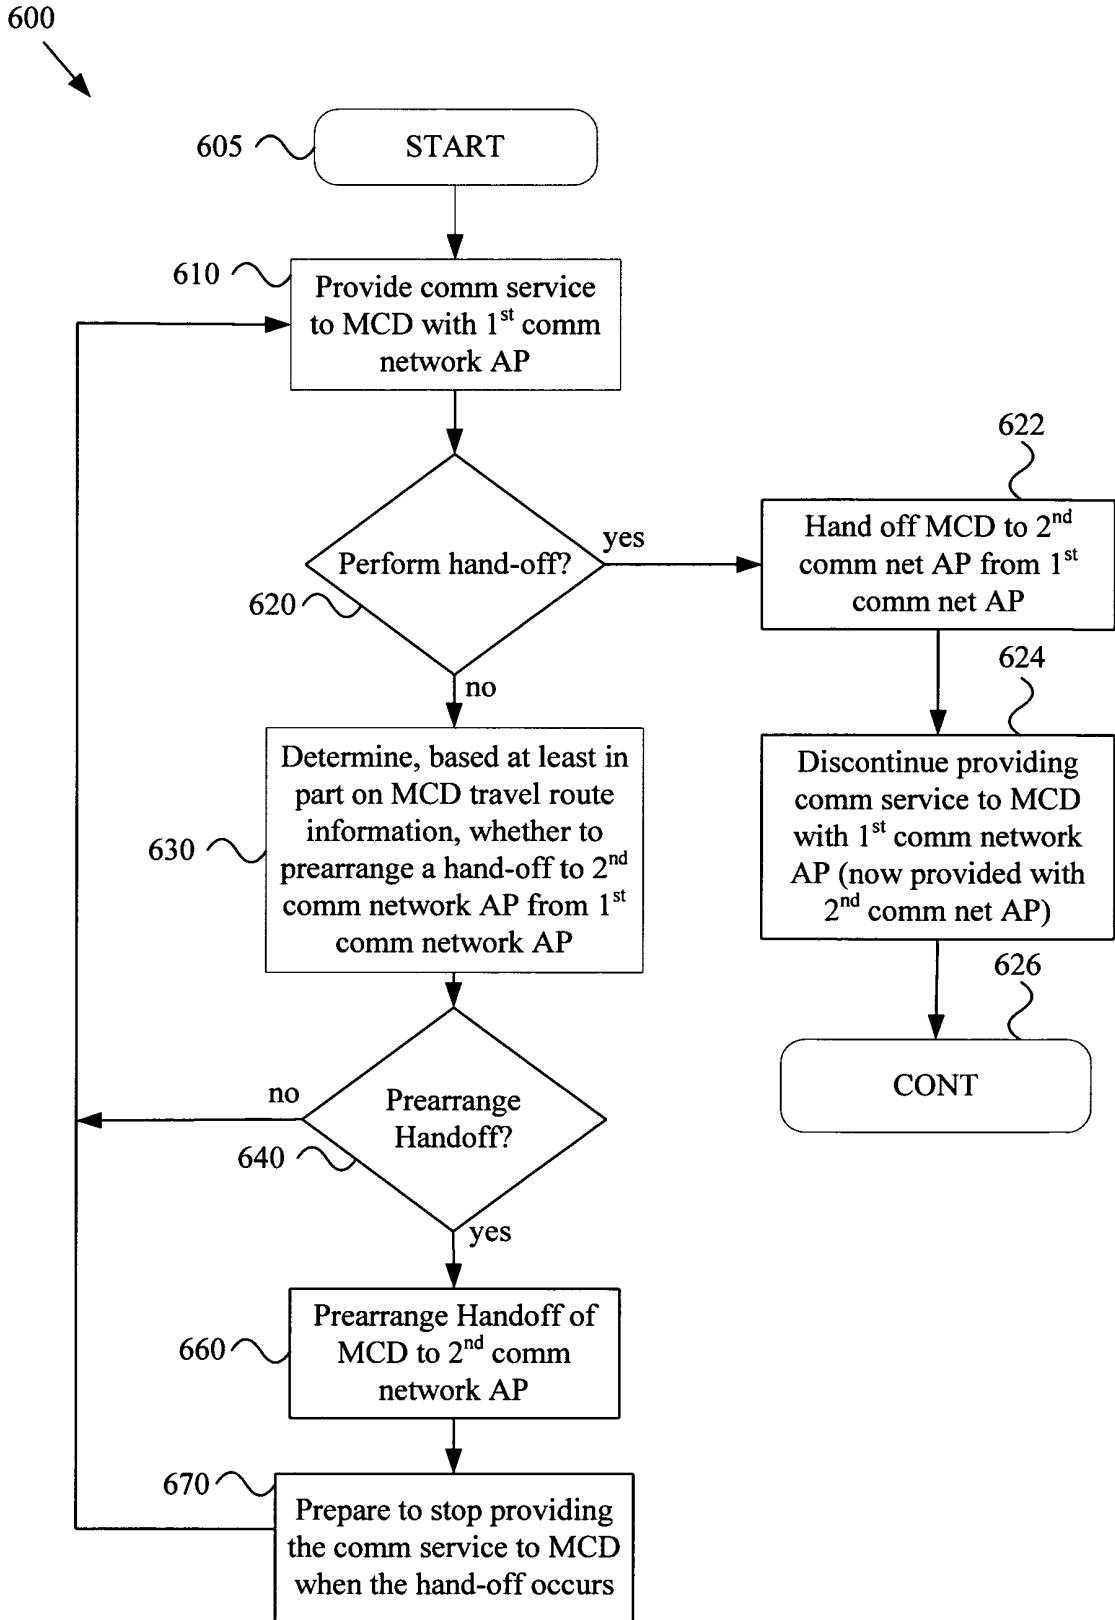 600
605
START
610
Provide comm service
to MCD with 1st comm
network AP
622
Perform hand-off?
yes
620
no
Hand off MCD to 2nd
comm net AP from 1st
comm net AP
624
630
Determine, based at least in
part on MCD travel route
information, whether to
prearrange a hand-off to 2nd
comm network AP from 1st
comm network AP
Discontinue providing
comm service to MCD
with 1st comm network
AP (now provided with
2nd comm net AP)
626
CONT
no
Prearrange
Handoff?
640
yes
660
Prearrange Handoff of
MCD to 2nd comm
network AP
670
Prepare to stop providing
the comm service to MCD
when the hand-off occurs